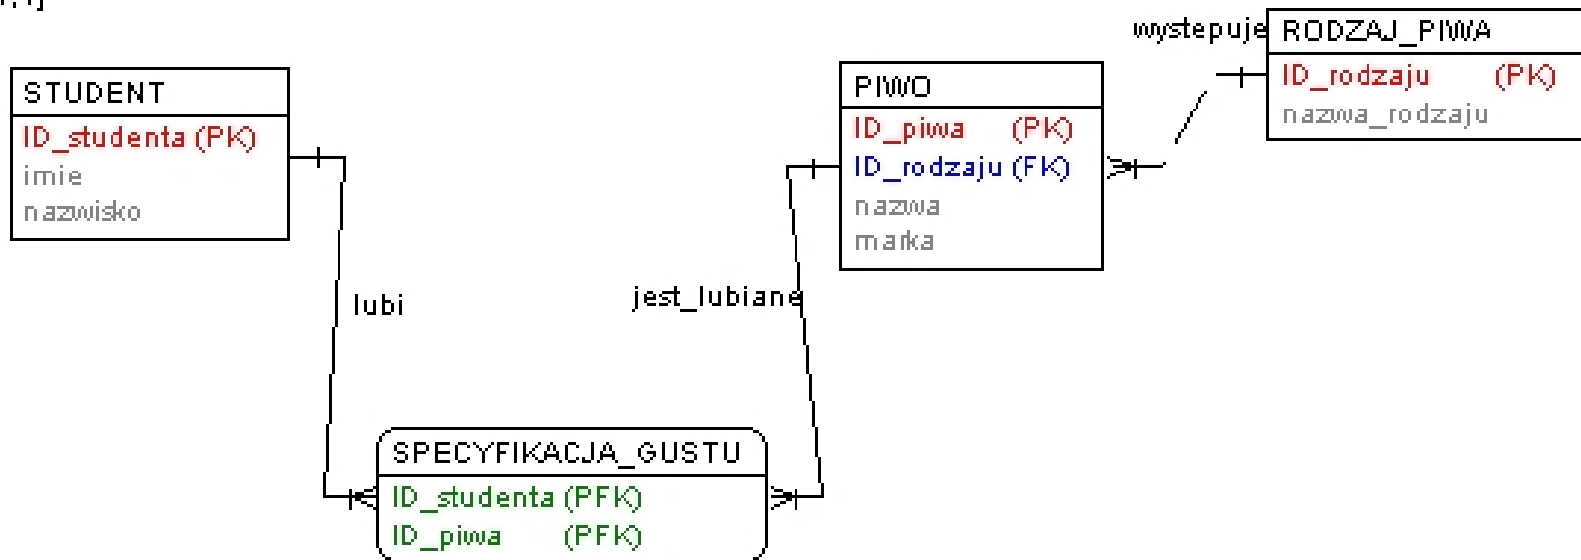 wystepuje
RODZAJ_PIWA
ID_rodzaju (PK)
nazwa_rodzaju
STUDENT
ID_studenta (PK)
imie
nazwisko
PIWO
ID_piwa (PK)
ID_rodzaju (FK)
nazwa
marka
lubi
jest_lubiane
SPECYFIKACJA_GUSTU
ID_studenta (PFK)
ID_piwa (PFK)